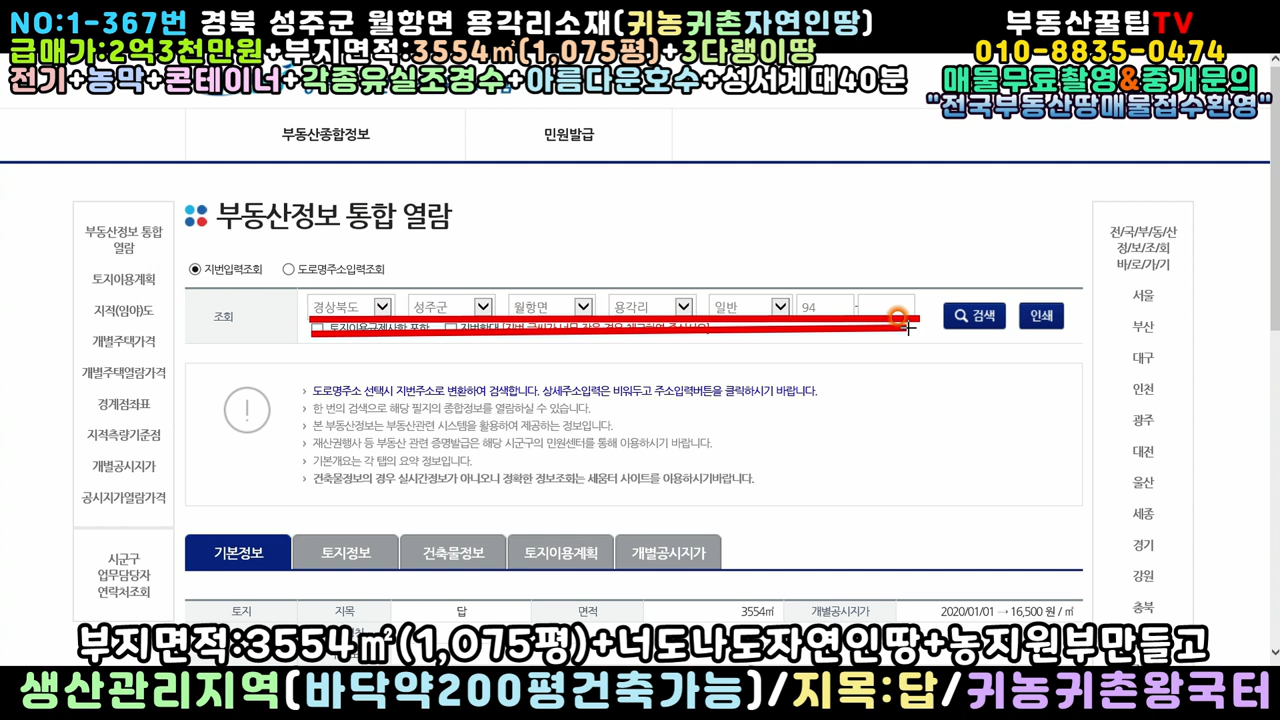 NO:1-367번 경북 성주군 월항면 용각리소재(귀농귀촌자연인땅)
부동산꿀팁TV
급매가:2억3천만원+부지면적:3554㎡(1,075평)+3다랭이땅
010-8835-0474
전기+농막+콘테이너+각종유실조경수+아름다운호수+성서계대40분
매물무료촬영&중개문의
"전국부동산땅매물접수환영"
부동산종합정보
민원발급
부동산정보 통합 열람
부동산정보 통합
열람
토지이용계획
지적(임야)도
개별주택가격
개별주택열람가격
경계점좌표
지적측량기준점
개별공시지가
공시지가열람가격
시군구
업무담당자
연락처조회
지번입력조회
도로명주소입력조회
조회
경상북도
성주군
월항면
용각리
일반
94
-
검색
인쇄
› 도로명주소 선택시 지번주소로 변환하여 검색합니다. 상세주소입력은 비워두고 주소입력버튼을 클릭하시기 바랍니다.
› 한 번의 검색으로 해당 필지의 종합정보를 열람하실 수 있습니다.
› 본 부동산정보는 부동산관련 시스템을 활용하여 제공하는 정보입니다.
› 재산권행사 등 부동산 관련 증명발급은 해당 시군구의 민원센터를 통해 이용하시기 바랍니다.
› 기본개요는 각 탭의 요약 정보입니다.
› 건축물정보의 경우 실시간정보가 아니오니 정확한 정보조회는 세움터 사이트를 이용하시기바랍니다.
기본정보
토지정보
건축물정보
토지이용계획
개별공시지가
토지
지목
답
면적
3554㎡
개별공시지가
2020/01/01 → 16,500 원 / ㎡
전/국/부/동/산
정/보/조/회
바/로/가/기
서울
부산
대구
인천
광주
대전
울산
세종
경기
강원
충북
부지면적:3554㎡(1,075평)+너도나도자연인땅+농지원부만들고
생산관리지역(바닥약200평건축가능)/지목:답/귀농귀촌왕국터